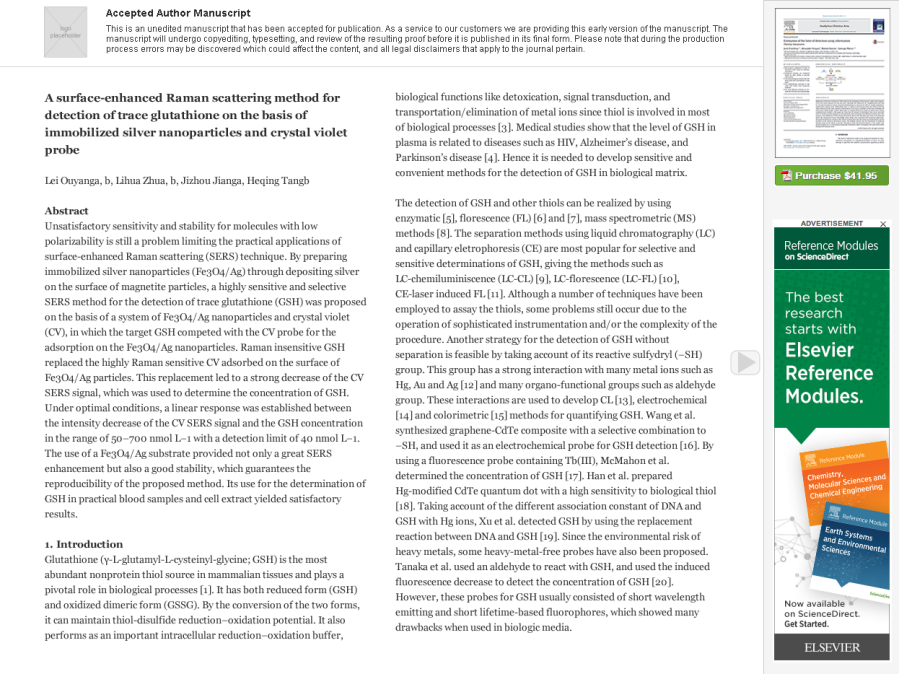 logo
placeholder
Accepted Author Manuscript
This is an unedited manuscript that has been accepted for publication. As a service to our customers we are providing this early version of the manuscript. The
manuscript will undergo copyediting, typesetting, and review of the resulting proof before it is published in its final form. Please note that during the production
process errors may be discovered which could affect the content, and all legal disclaimers that apply to the journal pertain.
A surface-enhanced Raman scattering method for
detection of trace glutathione on the basis of
immobilized silver nanoparticles and crystal violet
probe
Lei Ouyanga, b, Lihua Zhua, b, Jizhou Jianga, Heqing Tangb
Abstract
Unsatisfactory sensitivity and stability for molecules with low
polarizability is still a problem limiting the practical applications of
surface-enhanced Raman scattering (SERS) technique. By preparing
immobilized silver nanoparticles (Fe3O4/Ag) through depositing silver
on the surface of magnetite particles, a highly sensitive and selective
SERS method for the detection of trace glutathione (GSH) was proposed
on the basis of a system of Fe3O4/Ag nanoparticles and crystal violet
(CV), in which the target GSH competed with the CV probe for the
adsorption on the Fe3O4/Ag nanoparticles. Raman insensitive GSH
replaced the highly Raman sensitive CV adsorbed on the surface of
Fe3O4/Ag particles. This replacement led to a strong decrease of the CV
SERS signal, which was used to determine the concentration of GSH.
Under optimal conditions, a linear response was established between
the intensity decrease of the CV SERS signal and the GSH concentration
in the range of 50–700 nmol L−1 with a detection limit of 40 nmol L−1.
The use of a Fe3O4/Ag substrate provided not only a great SERS
enhancement but also a good stability, which guarantees the
reproducibility of the proposed method. Its use for the determination of
GSH in practical blood samples and cell extract yielded satisfactory
results.
1. Introduction
Glutathione (γ-L-glutamyl-L-cysteinyl-glycine; GSH) is the most
abundant nonprotein thiol source in mammalian tissues and plays a
pivotal role in biological processes [1]. It has both reduced form (GSH)
and oxidized dimeric form (GSSG). By the conversion of the two forms,
it can maintain thiol-disulfide reduction–oxidation potential. It also
performs as an important intracellular reduction–oxidation buffer,
biological functions like detoxication, signal transduction, and
transportation/elimination of metal ions since thiol is involved in most
of biological processes [3]. Medical studies show that the level of GSH in
plasma is related to diseases such as HIV, Alzheimer's disease, and
Parkinson's disease [4]. Hence it is needed to develop sensitive and
convenient methods for the detection of GSH in biological matrix.
The detection of GSH and other thiols can be realized by using
enzymatic [5], florescence (FL) [6] and [7], mass spectrometric (MS)
methods [8]. The separation methods using liquid chromatography (LC)
and capillary eletrophoresis (CE) are most popular for selective and
sensitive determinations of GSH, giving the methods such as
LC-chemiluminiscence (LC-CL) [9], LC-florescence (LC-FL) [10],
CE-laser induced FL [11]. Although a number of techniques have been
employed to assay the thiols, some problems still occur due to the
operation of sophisticated instrumentation and/or the complexity of the
procedure. Another strategy for the detection of GSH without
separation is feasible by taking account of its reactive sulfydryl (–SH)
group. This group has a strong interaction with many metal ions such as
Hg, Au and Ag [12] and many organo-functional groups such as aldehyde
group. These interactions are used to develop CL [13], electrochemical
[14] and colorimetric [15] methods for quantifying GSH. Wang et al.
synthesized graphene-CdTe composite with a selective combination to
–SH, and used it as an electrochemical probe for GSH detection [16]. By
using a fluorescence probe containing Tb(III), McMahon et al.
determined the concentration of GSH [17]. Han et al. prepared
Hg-modified CdTe quantum dot with a high sensitivity to biological thiol
[18]. Taking account of the different association constant of DNA and
GSH with Hg ions, Xu et al. detected GSH by using the replacement
reaction between DNA and GSH [19]. Since the environmental risk of
heavy metals, some heavy-metal-free probes have also been proposed.
Tanaka et al. used an aldehyde to react with GSH, and used the induced
fluorescence decrease to detect the concentration of GSH [20].
However, these probes for GSH usually consisted of short wavelength
emitting and short lifetime-based fluorophores, which showed many
drawbacks when used in biologic media.
Purchase $41.95
ADVERTISEMENT
Reference Modules
on ScienceDirect
The best
research
starts with
Elsevier
Reference
Modules.
Reference Module
Chemistry,
Molecular Sciences and
Chemical Engineering
Reference Module
Earth Systems
and Environmental
Sciences
Now available
on ScienceDirect.
Get Started.
ELSEVIER